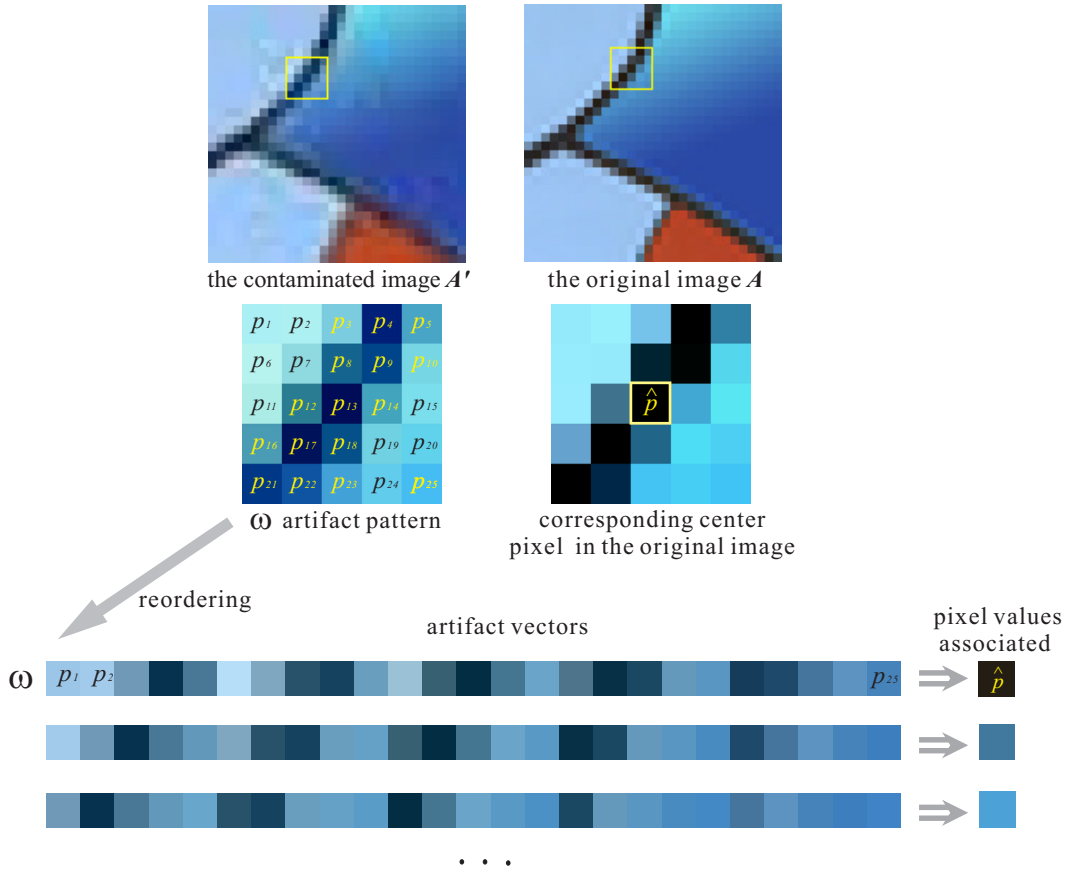 the contaminated image A'
the original image A
p1 p2 p3 p4 p5
p6 p7 p8 p9 p10
p11 p12 p13 p14 p15
p16 p17 p18 p19 p20
p21 p22 p23 p24 p25
p̂
ω artifact pattern
corresponding center
pixel in the original image
reordering
artifact vectors
pixel values
associated
ω p1 p2 p25 p̂
. . .